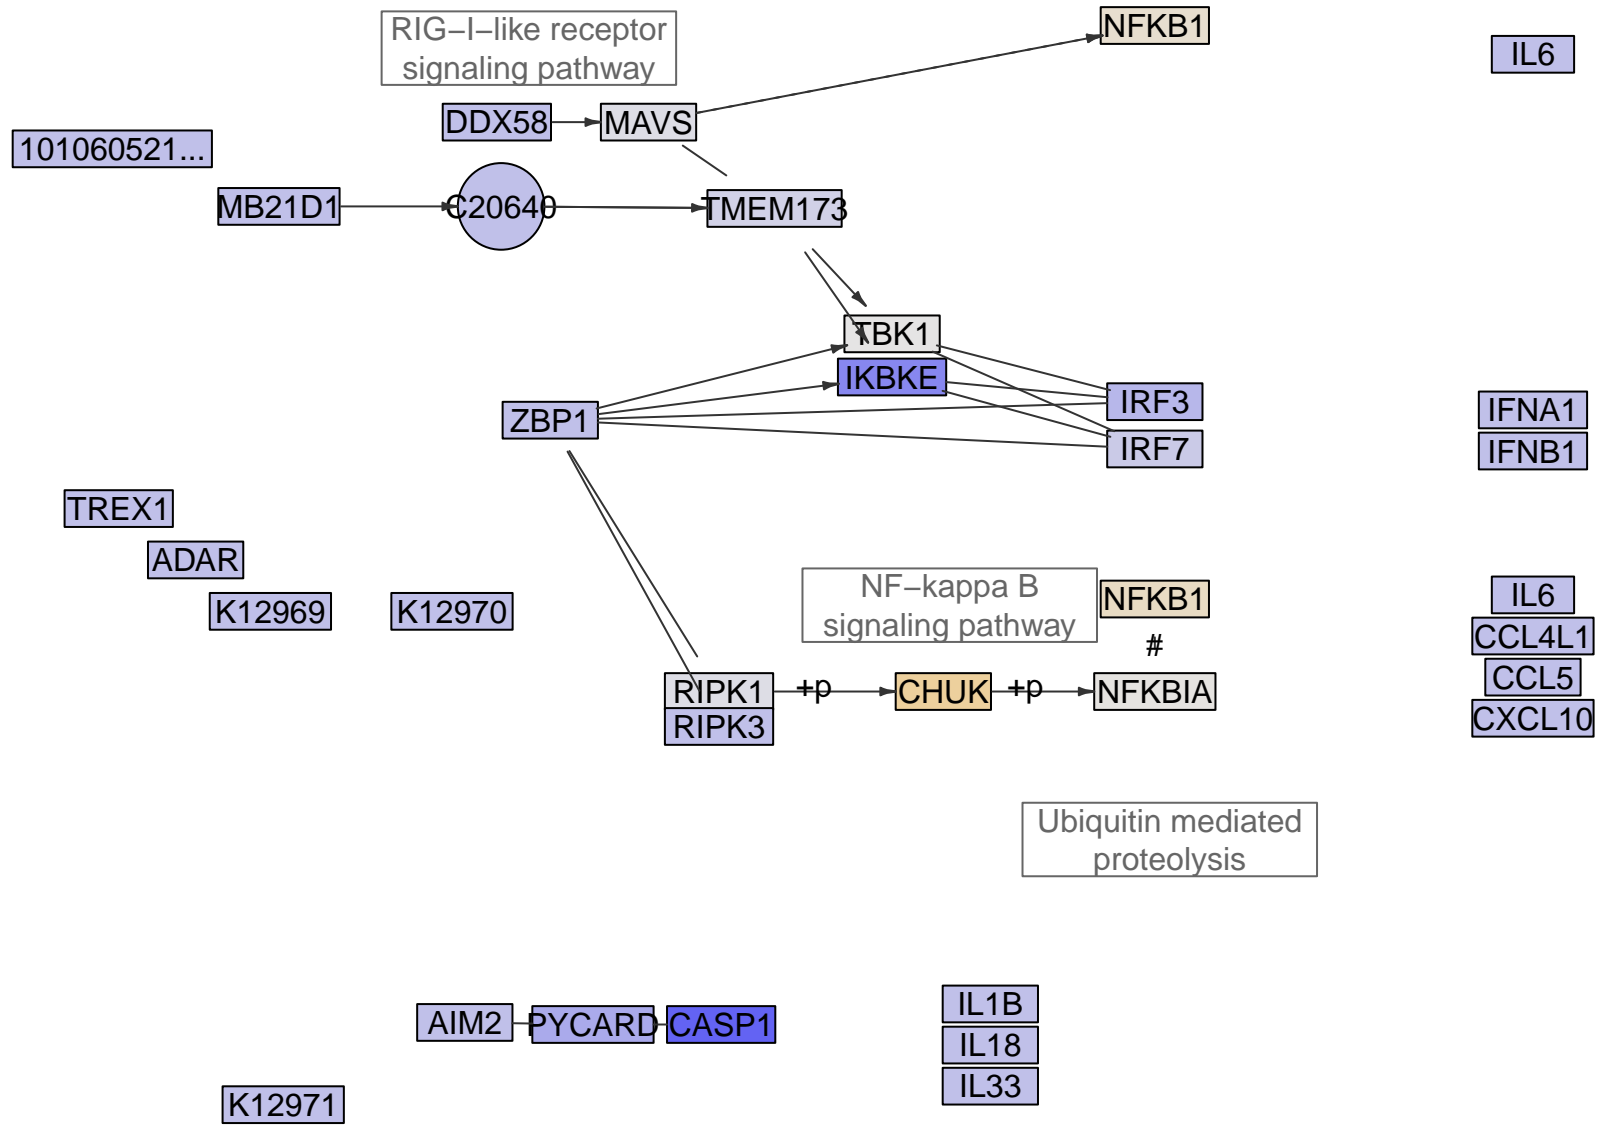 RIG−I−like receptor
signaling pathway
NFKB1
IL6
DDX58
MAVS
101060521...
MB21D1
C20640
TMEM173
TBK1
IKBKE
ZBP1
IRF3
IRF7
IFNA1
IFNB1
TREX1
ADAR
K12969
K12970
NF−kappa B
signaling pathway
NFKB1
#
IL6
CCL4L1
CCL5
CXCL10
RIPK1
+p
CHUK
+p
NFKBIA
RIPK3
Ubiquitin mediated
proteolysis
AIM2
PYCARD
CASP1
IL1B
IL18
IL33
K12971